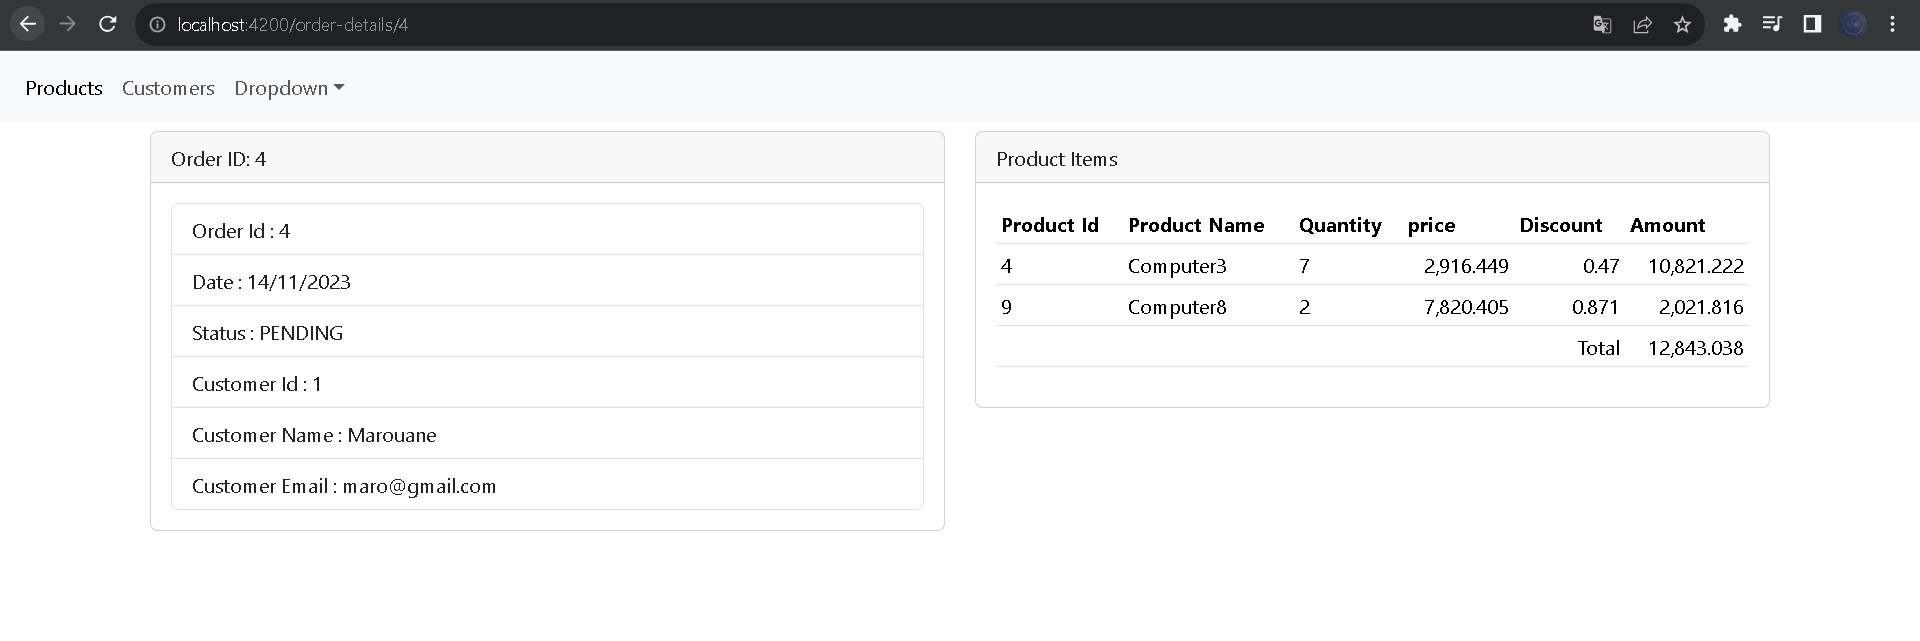 localhost:4200/order-details/4
Products Customers Dropdown
Order ID: 4
Order Id : 4
Date : 14/11/2023
Status : PENDING
Customer Id : 1
Customer Name : Marouane
Customer Email : maro@gmail.com
Product Items
Product Id Product Name Quantity price Discount Amount
4 Computer3 7 2,916.449 0.47 10,821.222
9 Computer8 2 7,820.405 0.871 2,021.816
Total 12,843.038